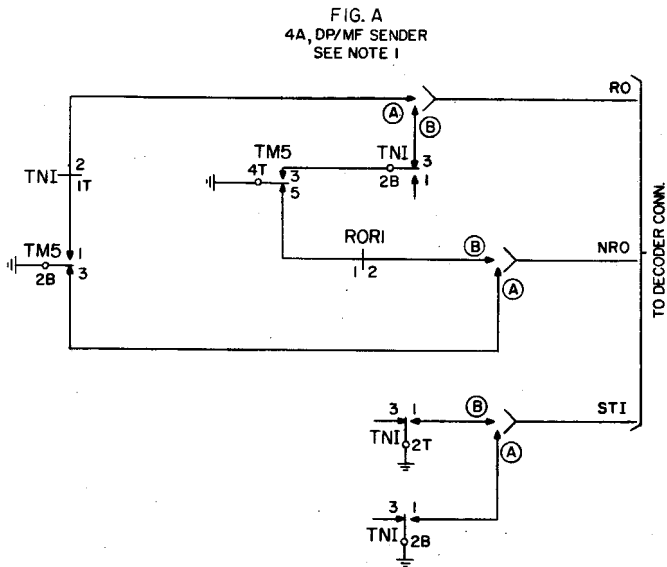 FIG. A
4A, DP/MF SENDER
SEE NOTE 1
RO
A
B
TM5
TN1
4T
3
2B
3
5
1
TN1
2
1T
ROR1
B
NRO
1 2
A
TM5
1
2B
3
TO DECODER CONN.
3 1
B
ST1
TN1
2T
A
3 1
TN1
2B